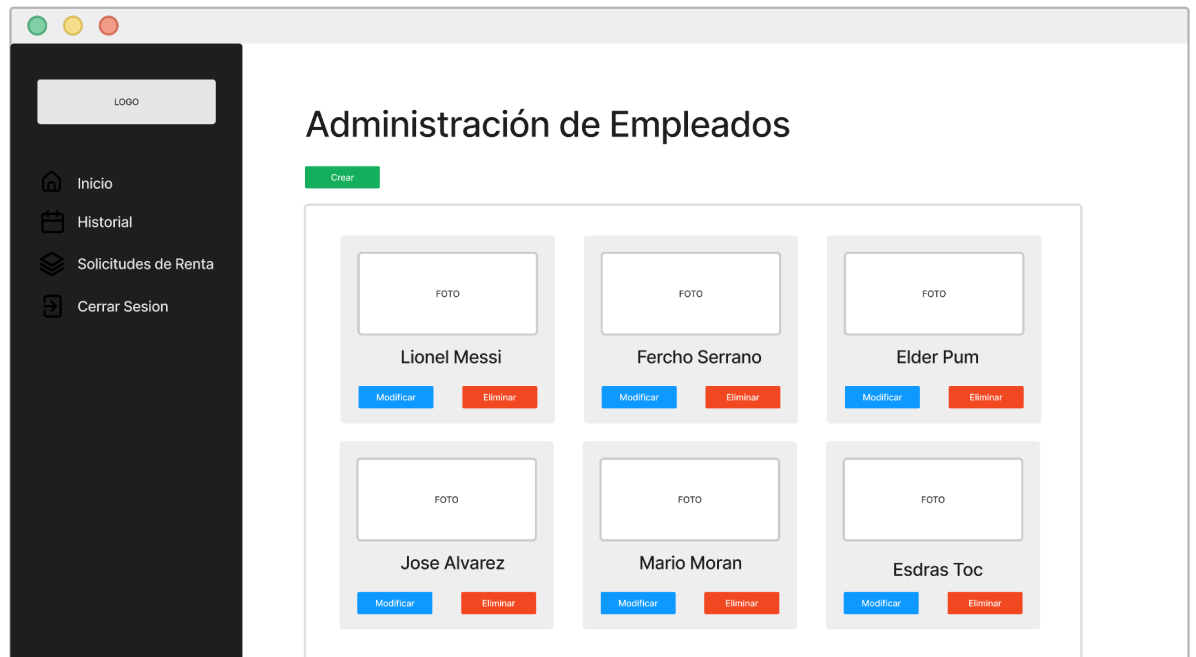 LOGO
Inicio
Historial
Solicitudes de Renta
Cerrar Sesion
Administración de Empleados
Crear
FOTO
FOTO
FOTO
Lionel Messi
Fercho Serrano
Elder Pum
Modificar
Eliminar
Modificar
Eliminar
Modificar
Eliminar
FOTO
FOTO
FOTO
Jose Alvarez
Mario Moran
Esdras Toc
Modificar
Eliminar
Modificar
Eliminar
Modificar
Eliminar